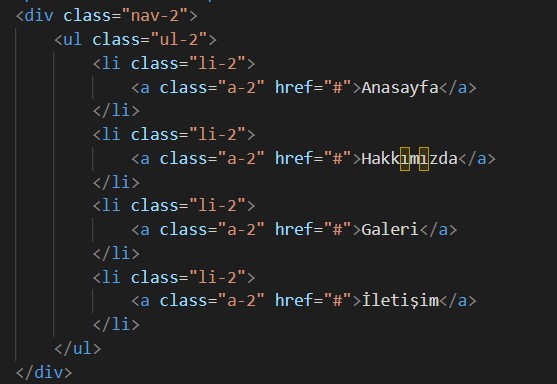 <div class="nav-2">
<ul class="ul-2">
<li class="li-2">
<a class="a-2" href="#">Anasayfa</a>
</li>
<li class="li-2">
<a class="a-2" href="#">Hakkımızda</a>
</li>
<li class="li-2">
<a class="a-2" href="#">Galeri</a>
</li>
<li class="li-2">
<a class="a-2" href="#">İletişim</a>
</li>
</ul>
</div>